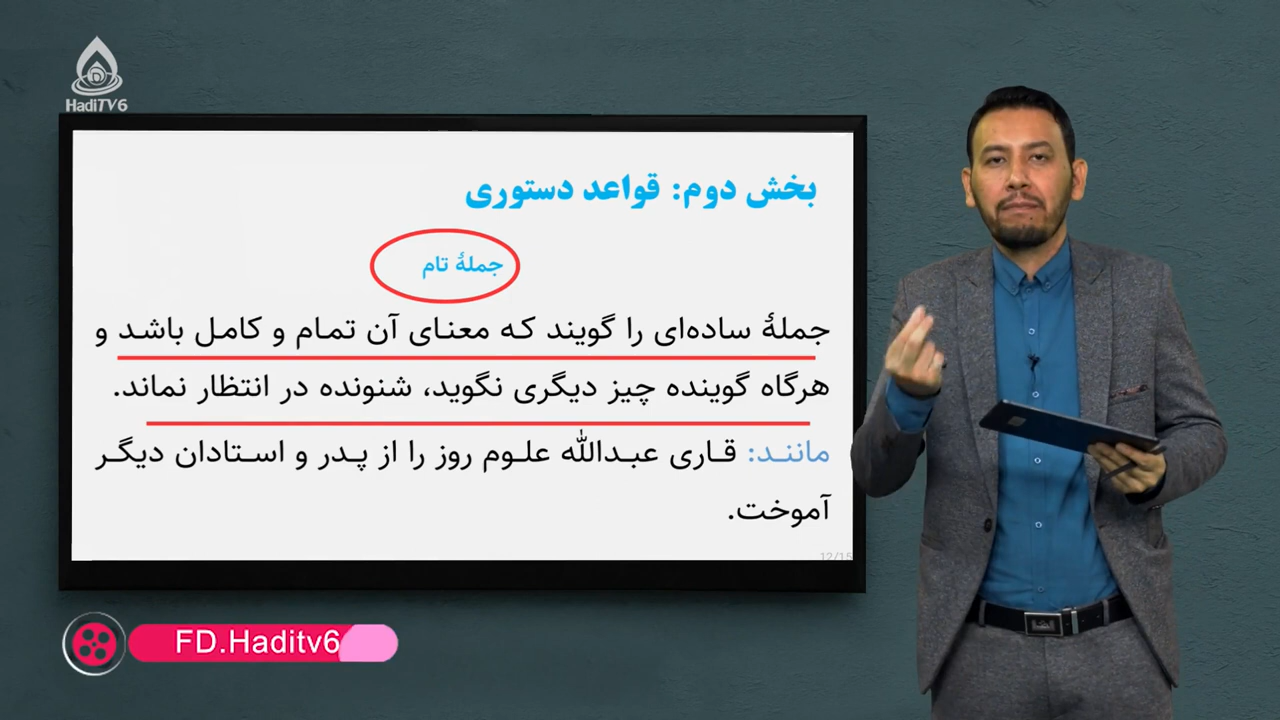 HadiTV6
بخش دوم: قواعد دستوری
جملهٔ تام
جملهٔ ساده‌ای را گویند که معنای آن تمام و کامل باشد و
هرگاه گوینده چیز دیگری نگوید، شنونده در انتظار نماند.
مانند: قاری عبدالله علوم روز را از پدر و استادان دیگر
آموخت.
12/15
FD.Haditv6